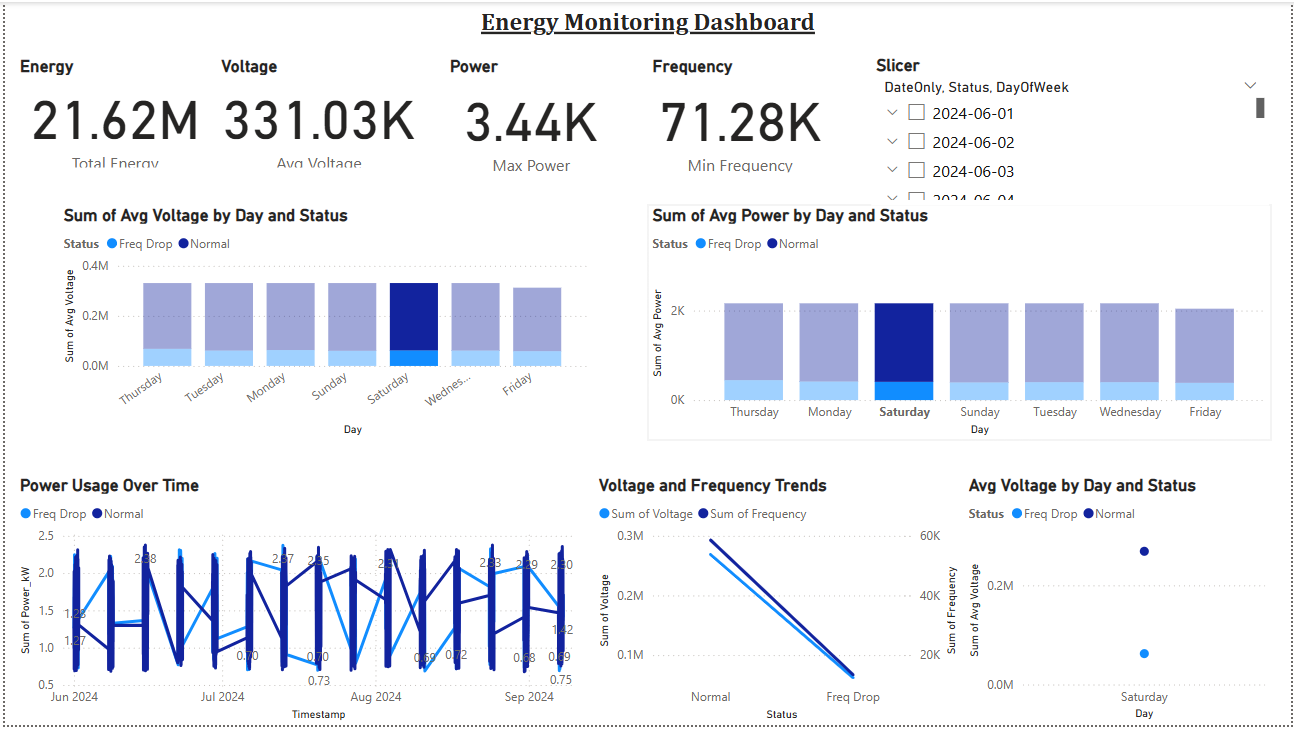 Energy Monitoring Dashboard
Energy
Voltage
Power
Frequency
Slicer
DateOnly, Status, DayOfWeek
21.62M
331.03K
3.44K
71.28K
Total Energy
Avg Voltage
Max Power
Min Frequency
2024-06-01
2024-06-02
2024-06-03
2024-06-04
Sum of Avg Voltage by Day and Status
Status Freq Drop Normal
Sum of Avg Voltage
0.4M
0.2M
0.0M
Thursday
Tuesday
Monday
Sunday
Saturday
Wednes...
Friday
Day
Sum of Avg Power by Day and Status
Status Freq Drop Normal
Sum of Avg Power
2K
0K
Thursday
Monday
Saturday
Sunday
Tuesday
Wednesday
Friday
Day
Power Usage Over Time
Freq Drop Normal
Sum of Power_kW
2.5
2.0
1.5
1.0
0.5
1.27
2.38
0.70
2.37
0.70
0.73
2.31
0.69
0.72
2.33
2.29
0.68
2.30
1.42
0.69
0.75
Jun 2024
Jul 2024
Aug 2024
Sep 2024
Timestamp
Voltage and Frequency Trends
Sum of Voltage Sum of Frequency
Sum of Voltage
0.3M
0.2M
0.1M
60K
40K
20K
Sum of Frequency
Normal
Freq Drop
Status
Avg Voltage by Day and Status
Status Freq Drop Normal
Sum of Avg Voltage
0.2M
0.0M
Saturday
Day